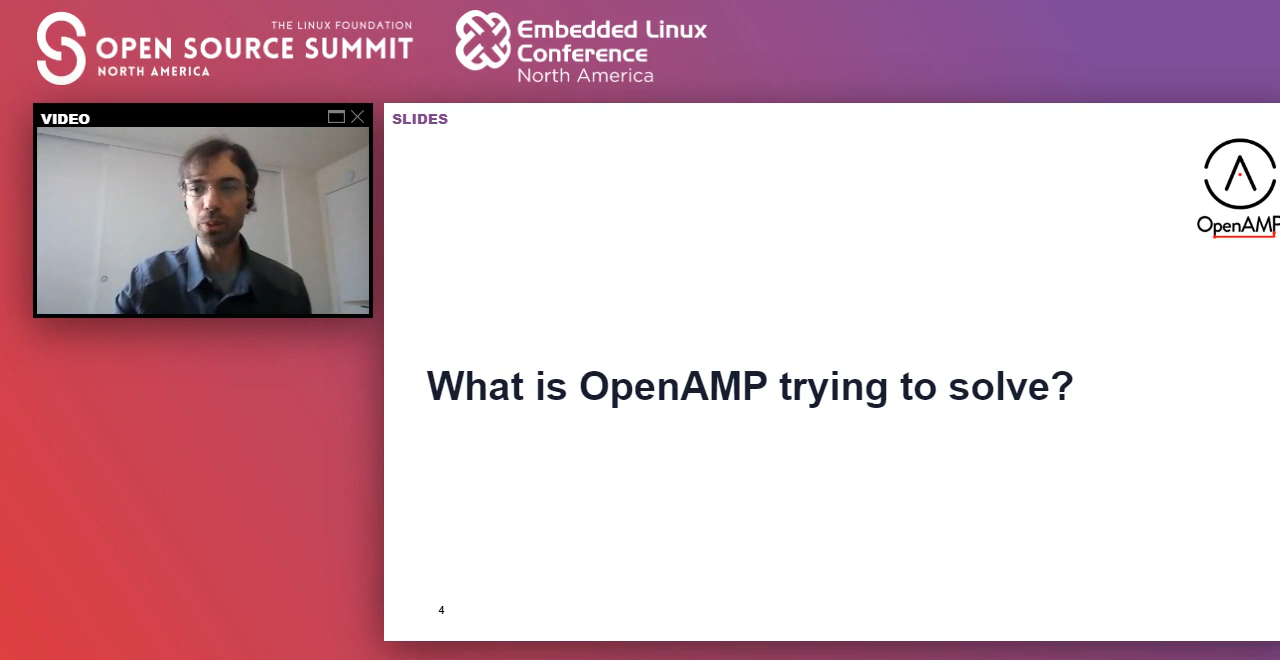 THE LINUX FOUNDATION
OPEN SOURCE SUMMIT
NORTH AMERICA
Embedded Linux
Conference
North America
VIDEO
SLIDES
OpenAMP
What is OpenAMP trying to solve?
4